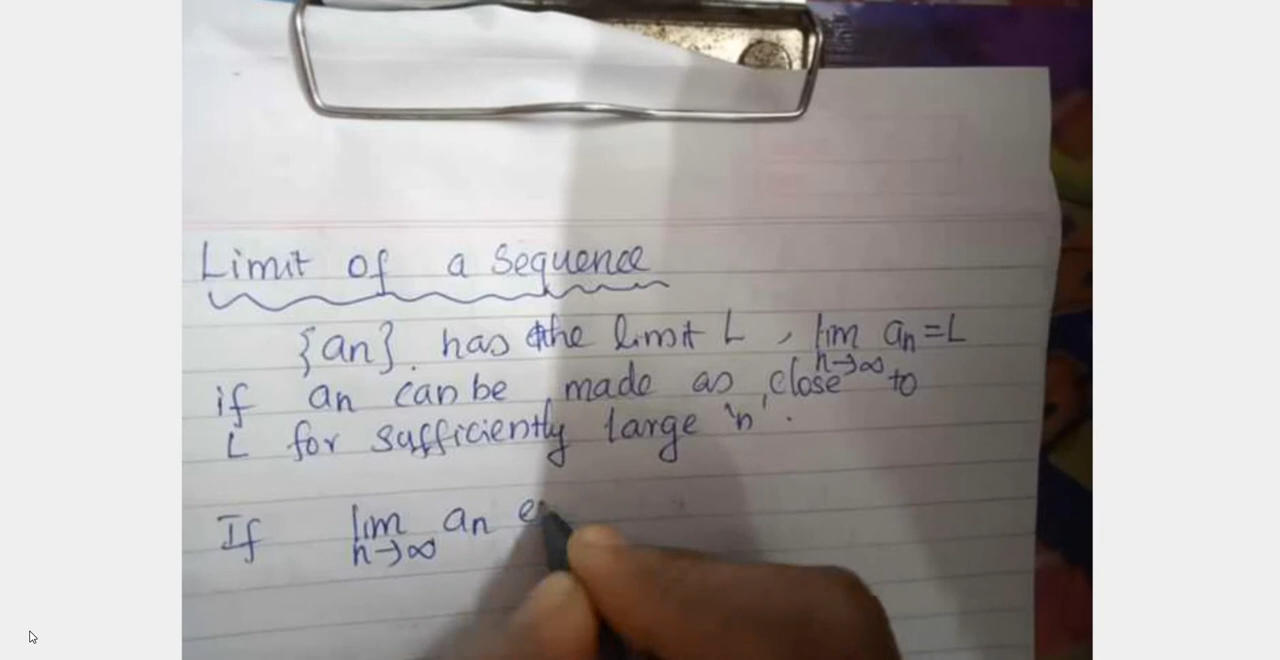 Limit of a Sequence
{an} has the limit L, lim an = L
n→∞
if an can be made as close to
L for sufficiently large 'n'.
If lim an e
n→∞